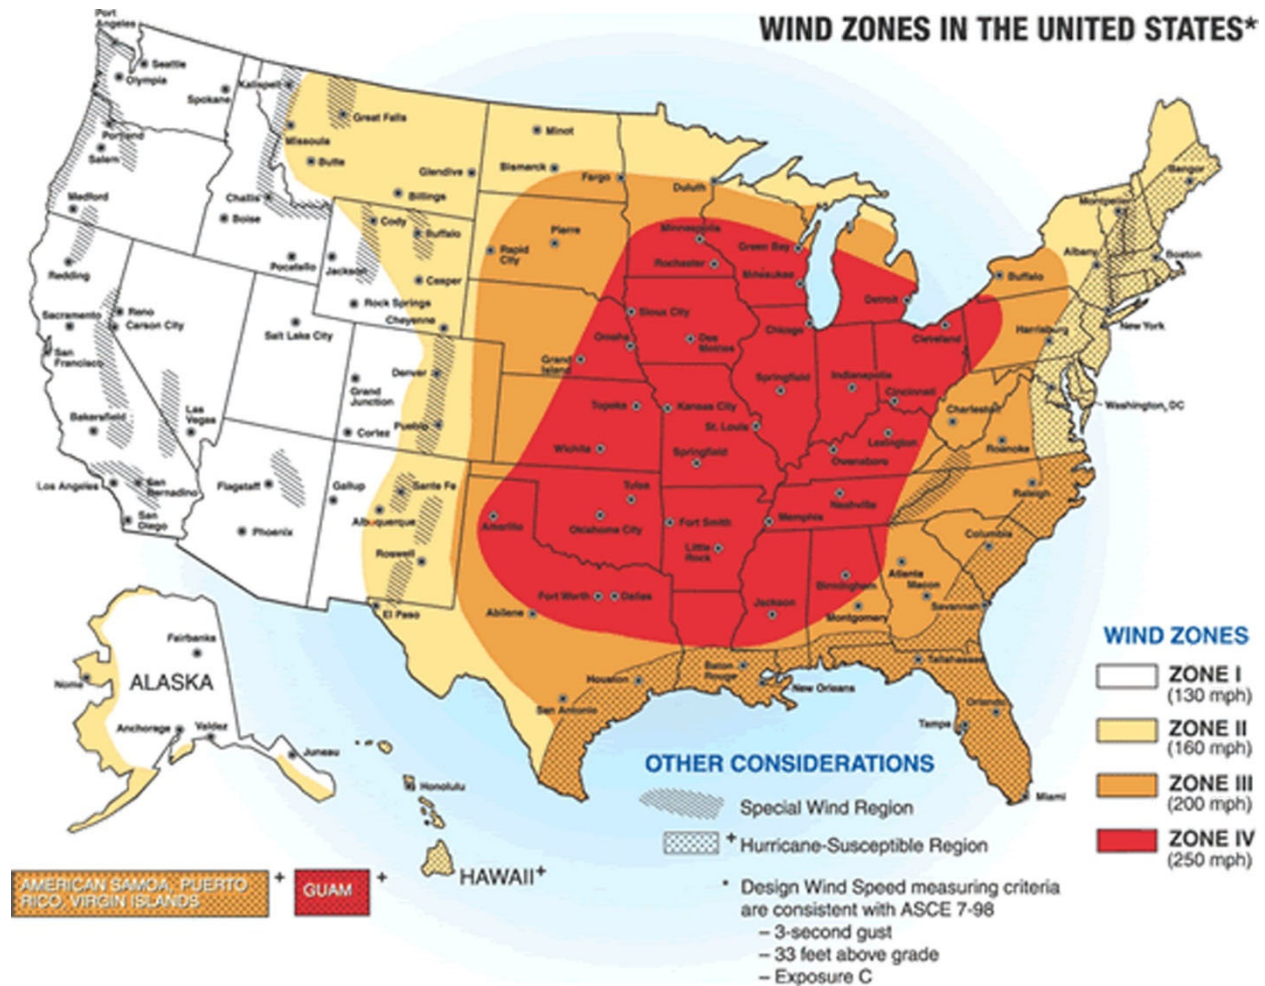 WIND ZONES IN THE UNITED STATES*
Port
Angeles
Seattle
Olympia
Spokane
Kalispell
Great Falls
Missoula
Butte
Glendive
Billings
Minot
Bismarck
Fargo
Duluth
Portland
Salem
Medford
Challis
Boise
Pocatello
Jackson
Cody
Buffalo
Casper
Rock Springs
Cheyenne
Rapid
City
Pierre
Minneapolis
Rochester
Green Bay
Milwaukee
Detroit
Buffalo
Albany
Montpelier
Bangor
Boston
New York
Harrisburg
Washington, DC
Redding
Sacramento
Reno
Carson City
San
Francisco
Salt Lake City
Denver
Grand
Junction
Pueblo
Cortez
Bakersfield
Las
Vegas
Los Angeles
San
Bernadino
San
Diego
Flagstaff
Phoenix
Gallup
Sante Fe
Albuquerque
Roswell
El Paso
Sioux City
Omaha
Des
Moines
Grand
Island
Chicago
Cleveland
Springfield
Indianapolis
Cincinnati
Topeka
Kansas City
St. Louis
Charleston
Lexington
Roanoke
Wichita
Springfield
Owensboro
Raleigh
Tulsa
Nashville
Amarillo
Oklahoma City
Fort Smith
Memphis
Little
Rock
Columbia
Atlanta
Macon
Birmingham
Savannah
Montgomery
Abilene
Fort Worth
Dallas
Jackson
Houston
San Antonio
Baton
Rouge
New Orleans
Tallahassee
Orlando
Tampa
Miami
Fairbanks
ALASKA
Nome
Anchorage
Valdez
Juneau
Honolulu
HAWAII+
AMERICAN SAMOA, PUERTO
RICO, VIRGIN ISLANDS
+
GUAM
+
WIND ZONES
ZONE I
(130 mph)
ZONE II
(160 mph)
ZONE III
(200 mph)
ZONE IV
(250 mph)
OTHER CONSIDERATIONS
Special Wind Region
+ Hurricane-Susceptible Region
* Design Wind Speed measuring criteria
are consistent with ASCE 7-98
– 3-second gust
– 33 feet above grade
– Exposure C